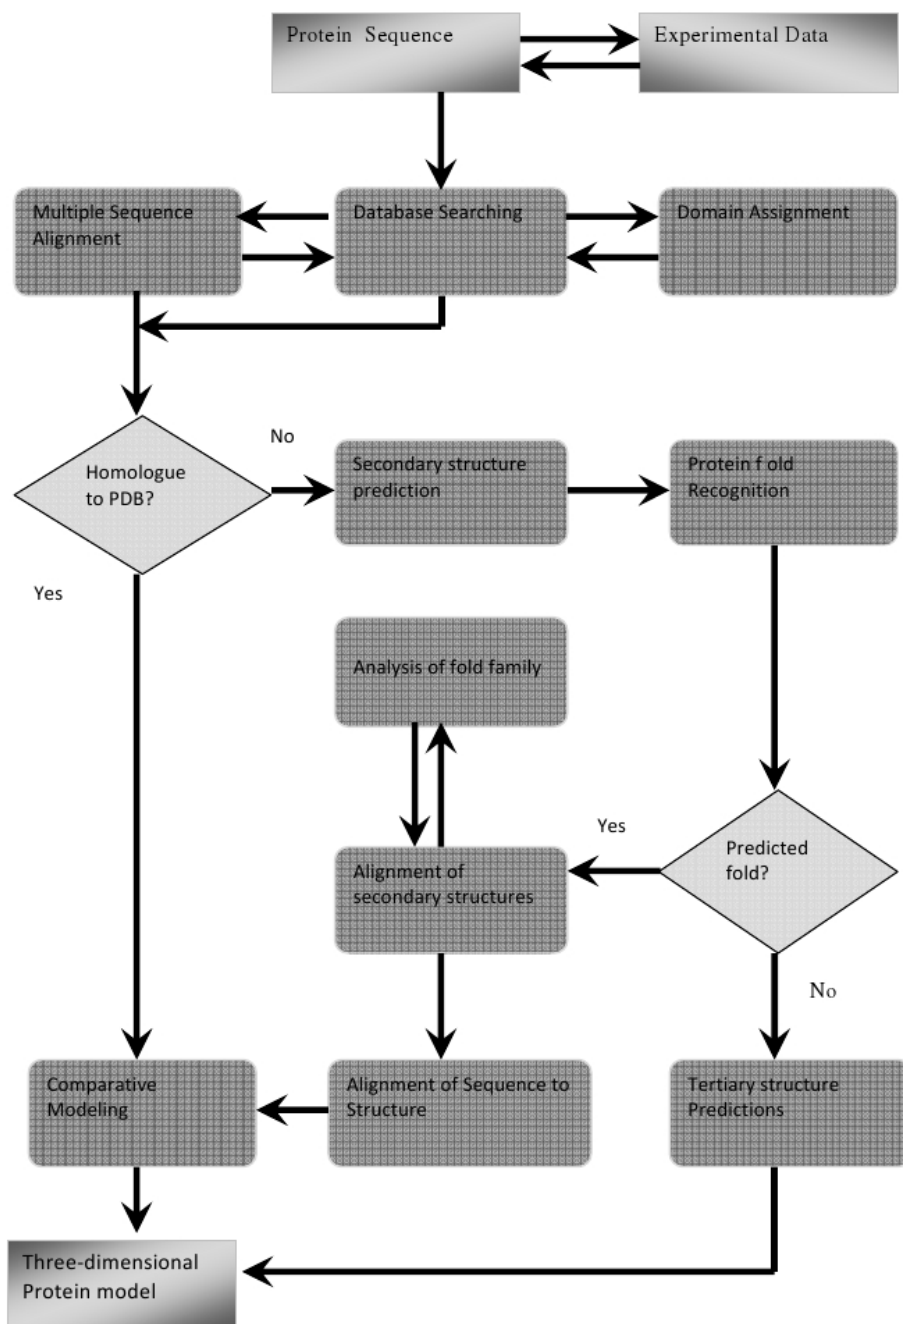 Protein Sequence
Experimental Data
Multiple Sequence
Alignment
Database Searching
Domain Assignment
No
Homologue
to PDB?
Secondary structure
prediction
Protein f old
Recognition
Yes
Analysis of fold family
Yes
Predicted
fold?
Alignment of
secondary structures
No
Comparative
Modeling
Alignment of Sequence to
Structure
Tertiary structure
Predictions
Three-dimensional
Protein model